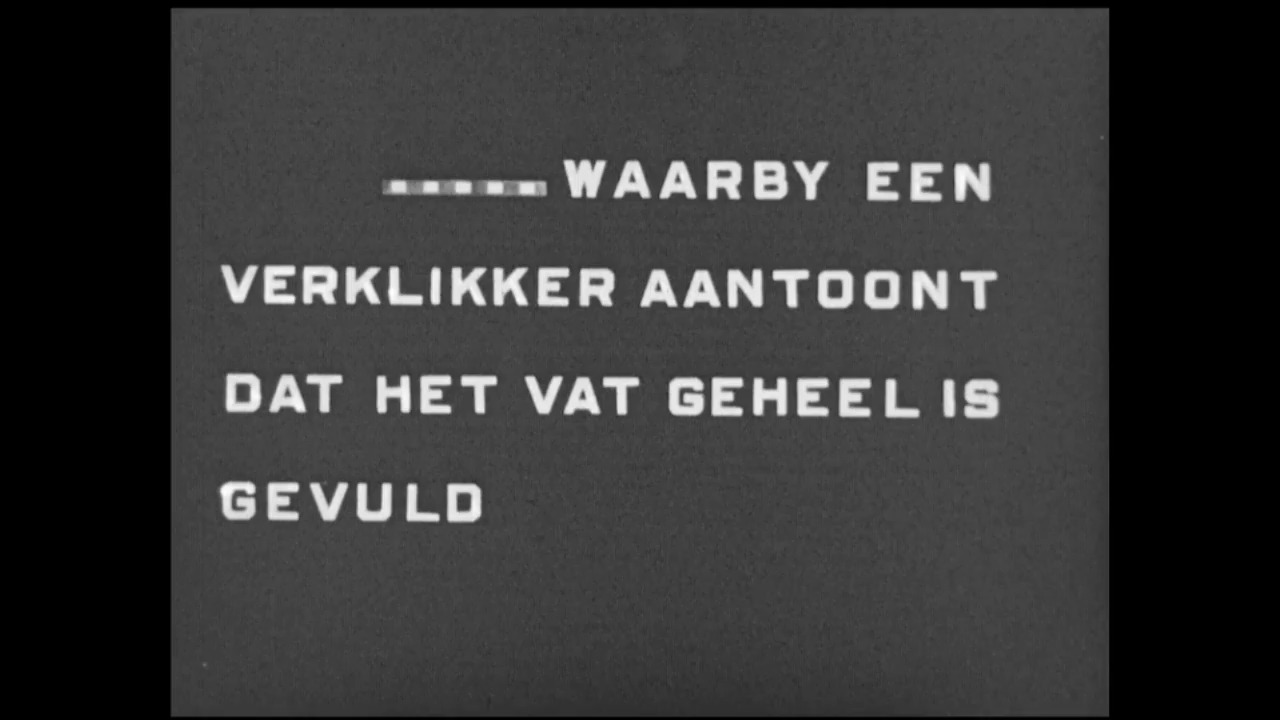 ..... WAARBY EEN
VERKLIKKER AANTOONT
DAT HET VAT GEHEEL IS
GEVULD